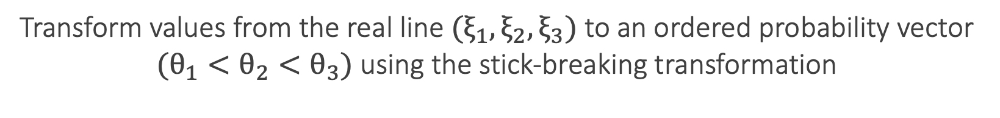 Transform values from the real line (ξ₁, ξ₂, ξ₃) to an ordered probability vector
(θ₁ < θ₂ < θ₃) using the stick-breaking transformation